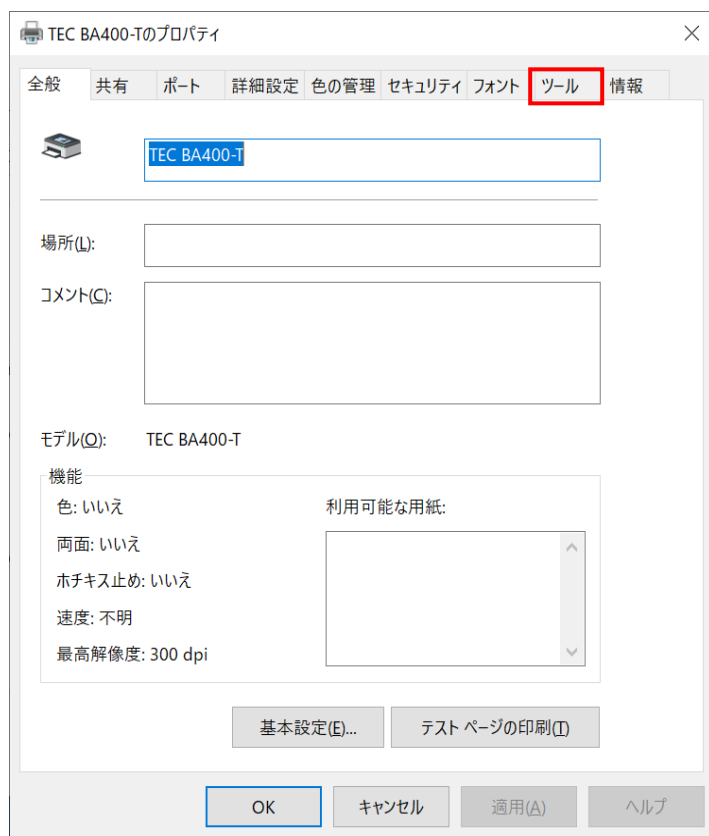 TEC BA400-Tのプロパティ
全般 共有 ポート 詳細設定 色の管理 セキュリティ フォント ツール 情報
TEC BA400-T
場所(L):
コメント(C):
モデル(O): TEC BA400-T
機能
色: いいえ 利用可能な用紙:
両面: いいえ
ホチキス止め: いいえ
速度: 不明
最高解像度: 300 dpi
基本設定(E)... テスト ページの印刷(T)
OK キャンセル 適用(A) ヘルプ